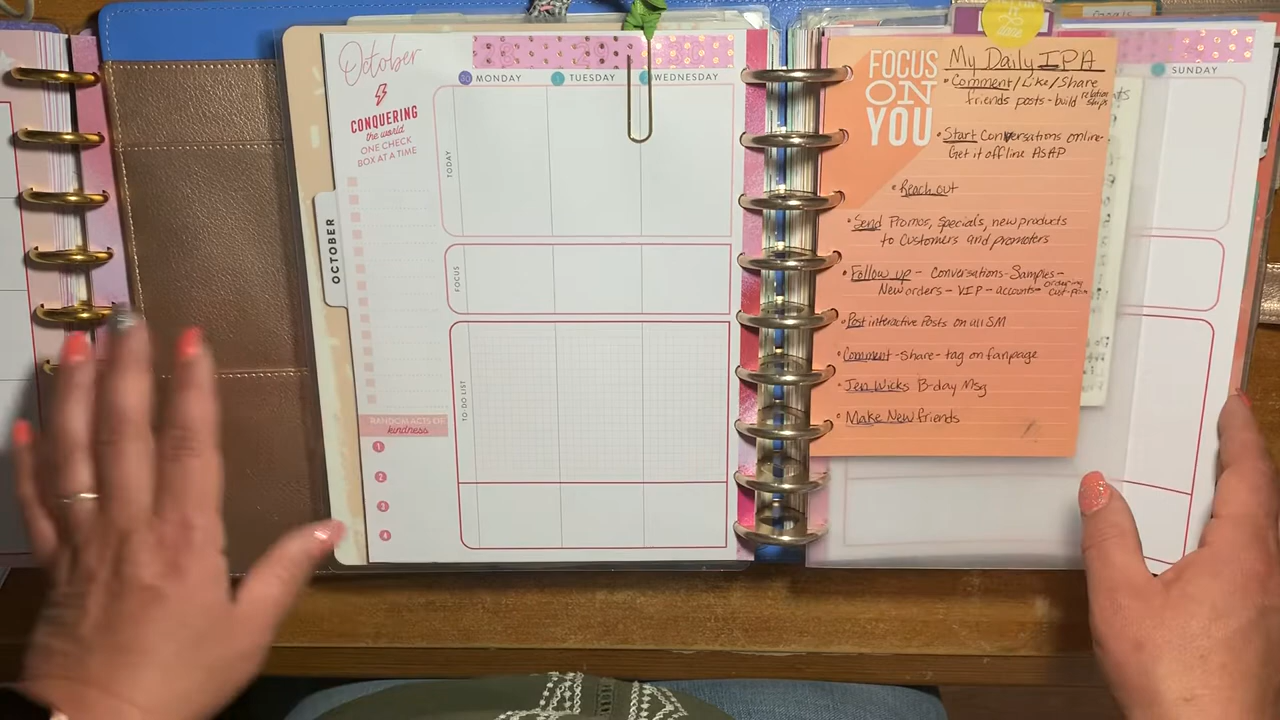 October
CONQUERING
the world
ONE CHECK
BOX AT A TIME
OCTOBER
30 MONDAY
1 TUESDAY
WEDNESDAY
TODAY
FOCUS
TO-DO LIST
RANDOM ACTS OF
kindness
1
2
3
4
FOCUS
ON
YOU
My Daily IPA
• Comment/Like/Share
friends posts - build relationships
• Start Conversations online-
Get it offline ASAP
• Reach out
• Send Promos, Specials, new products
to Customers and promoters
• Follow up - Conversations - Samples -
New orders - VIP - accounts - ordering
• Post interactive Posts on all SM
• Comment - share - tag on fanpage
• Jen Wicks B-day Msg
• Make New friends
SUNDAY